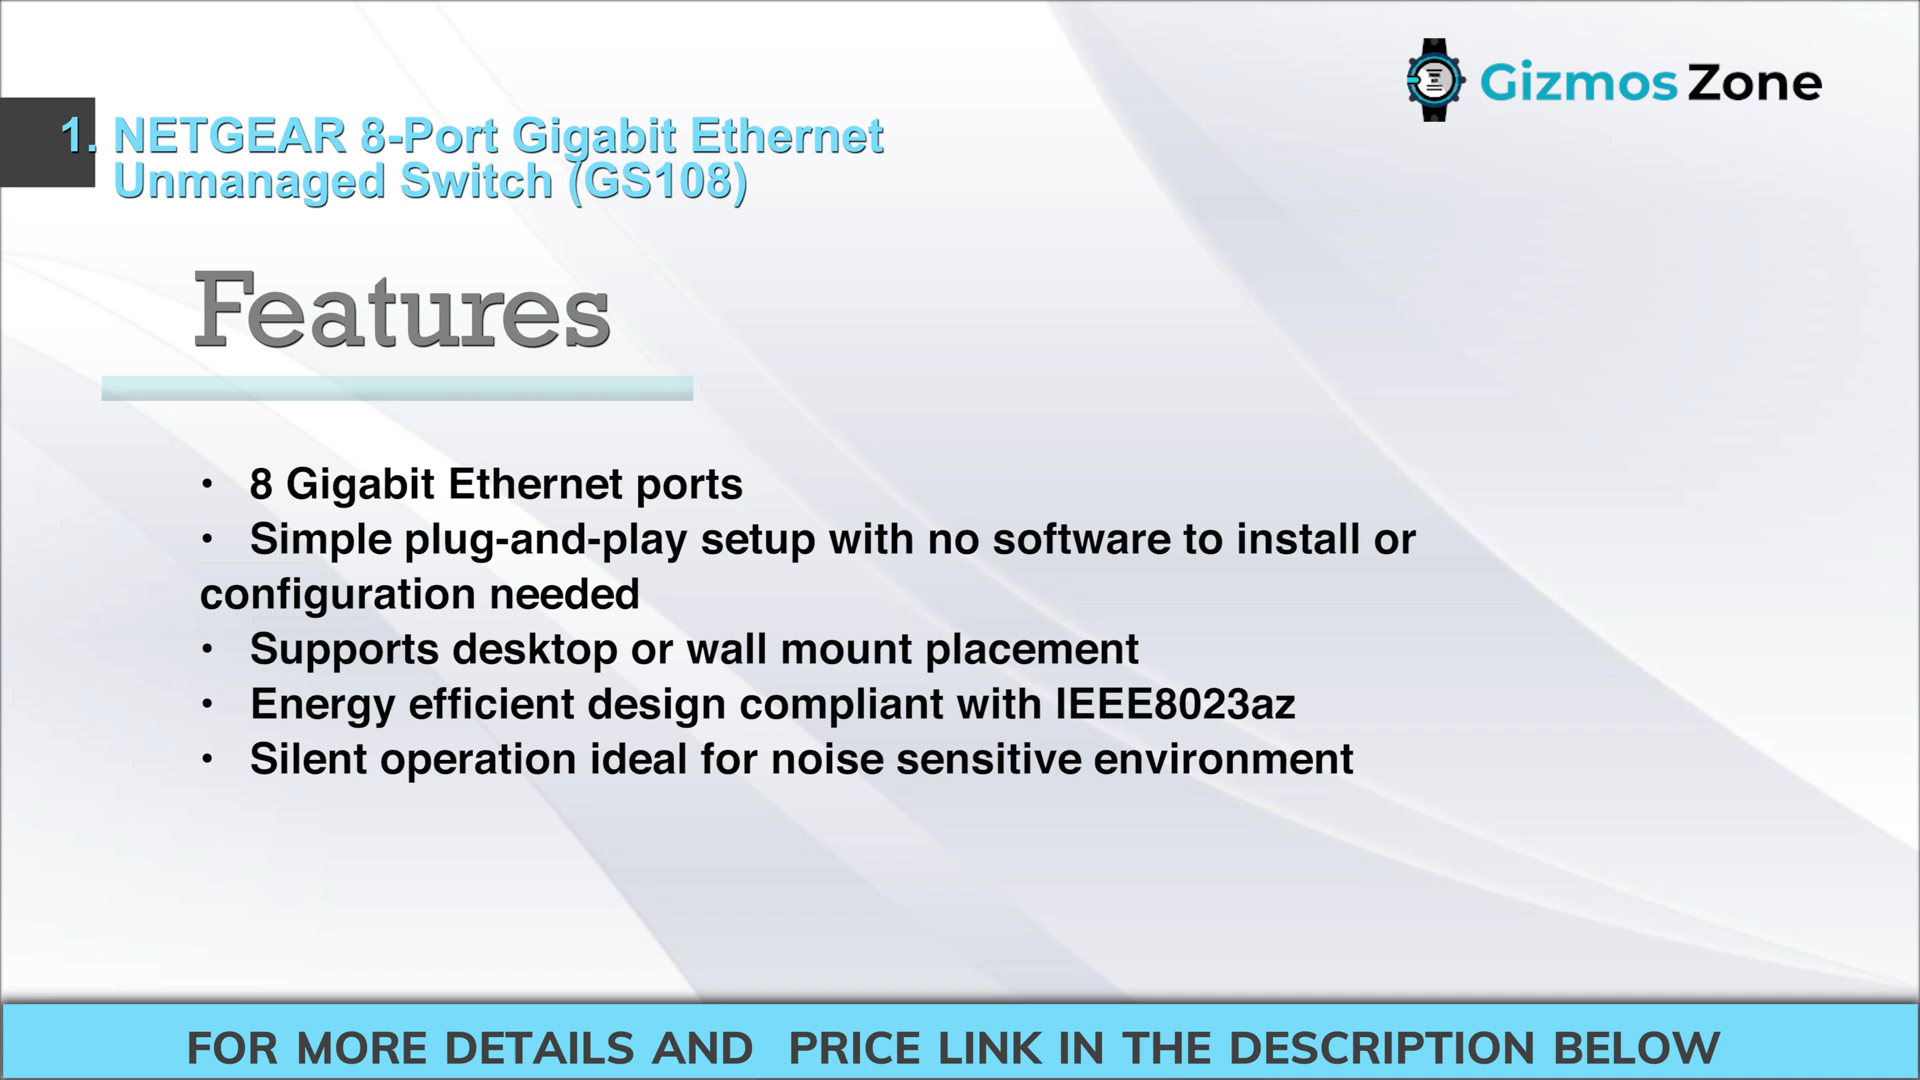 Gizmos Zone
1. NETGEAR 8-Port Gigabit Ethernet
Unmanaged Switch (GS108)
Features
• 8 Gigabit Ethernet ports
• Simple plug-and-play setup with no software to install or
configuration needed
• Supports desktop or wall mount placement
• Energy efficient design compliant with IEEE8023az
• Silent operation ideal for noise sensitive environment
FOR MORE DETAILS AND PRICE LINK IN THE DESCRIPTION BELOW